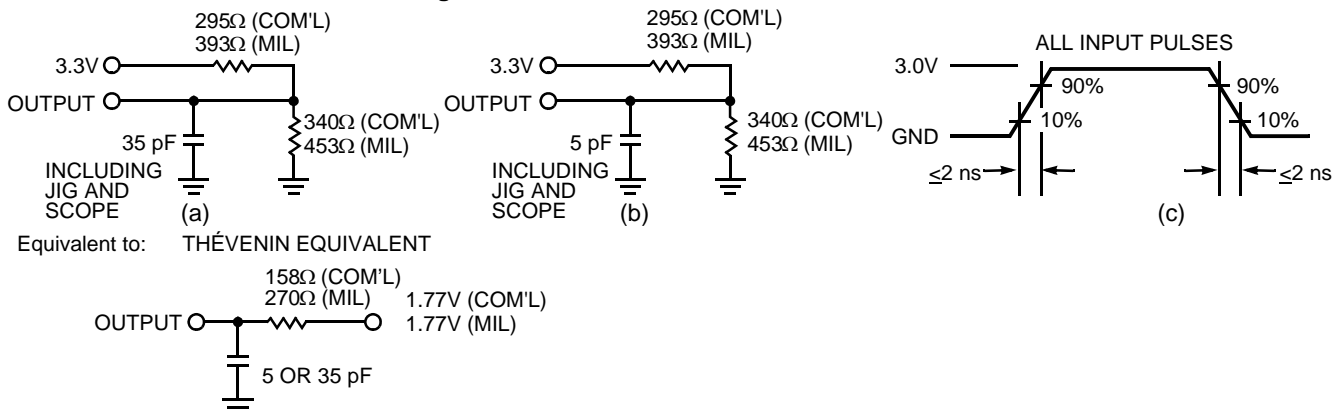 295Ω (COM'L)
393Ω (MIL)
3.3V
OUTPUT
35 pF
INCLUDING
JIG AND
SCOPE
340Ω (COM'L)
453Ω (MIL)
(a)
295Ω (COM'L)
393Ω (MIL)
3.3V
OUTPUT
5 pF
INCLUDING
JIG AND
SCOPE
340Ω (COM'L)
453Ω (MIL)
(b)
ALL INPUT PULSES
3.0V
90%
90%
10%
10%
GND
≤2 ns
≤2 ns
(c)
Equivalent to: THÉVENIN EQUIVALENT
158Ω (COM'L)
270Ω (MIL)
1.77V (COM'L)
1.77V (MIL)
OUTPUT
5 OR 35 pF